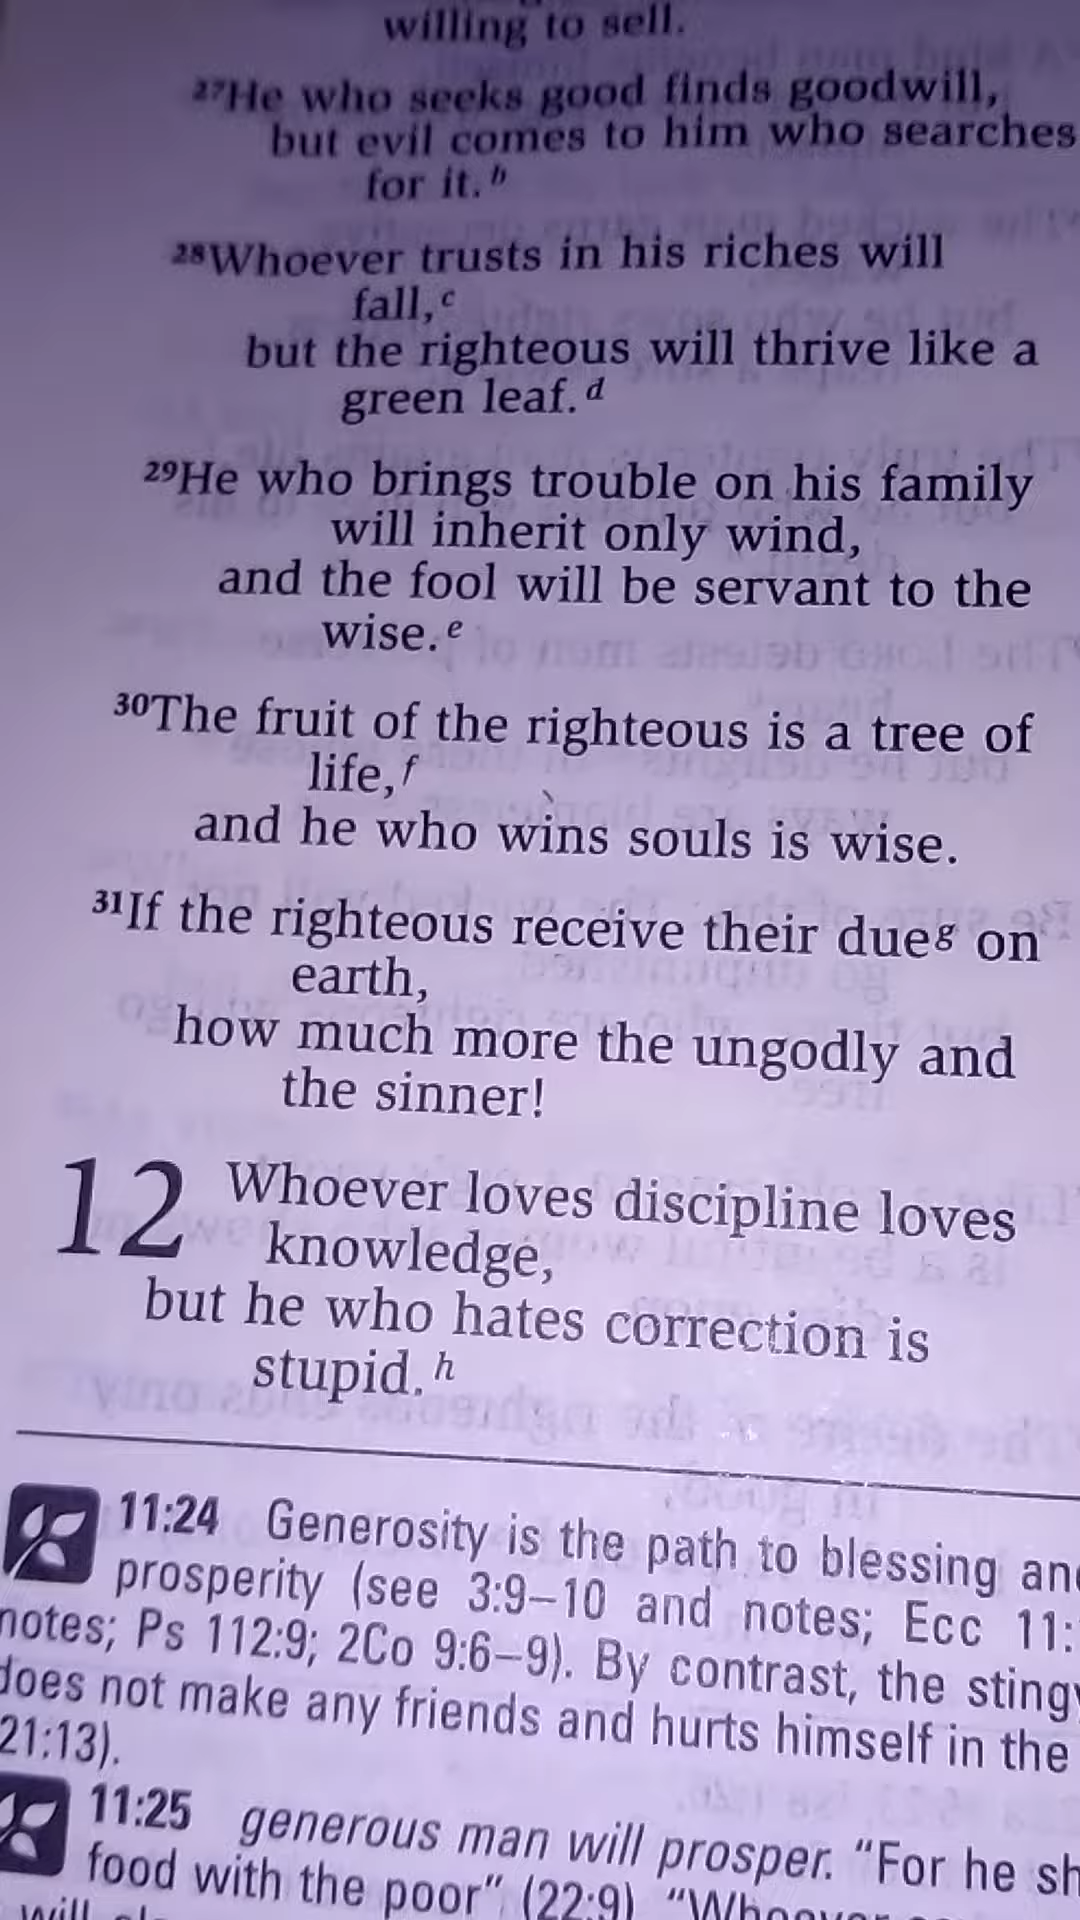 willing to sell.
27He who seeks good finds goodwill,
but evil comes to him who searches
for it. b
28Whoever trusts in his riches will
fall, c
but the righteous will thrive like a
green leaf. d
29He who brings trouble on his family
will inherit only wind,
and the fool will be servant to the
wise. e
30The fruit of the righteous is a tree of
life, f
and he who wins souls is wise.
31If the righteous receive their due g on
earth,
how much more the ungodly and
the sinner!
12 Whoever loves discipline loves
knowledge,
but he who hates correction is
stupid. h
11:24 Generosity is the path to blessing an
prosperity (see 3:9–10 and notes; Ecc 11:
notes; Ps 112:9; 2Co 9:6–9). By contrast, the stingy
does not make any friends and hurts himself in the
21:13).
11:25 generous man will prosper. “For he sh
food with the poor” (22:9). 
will